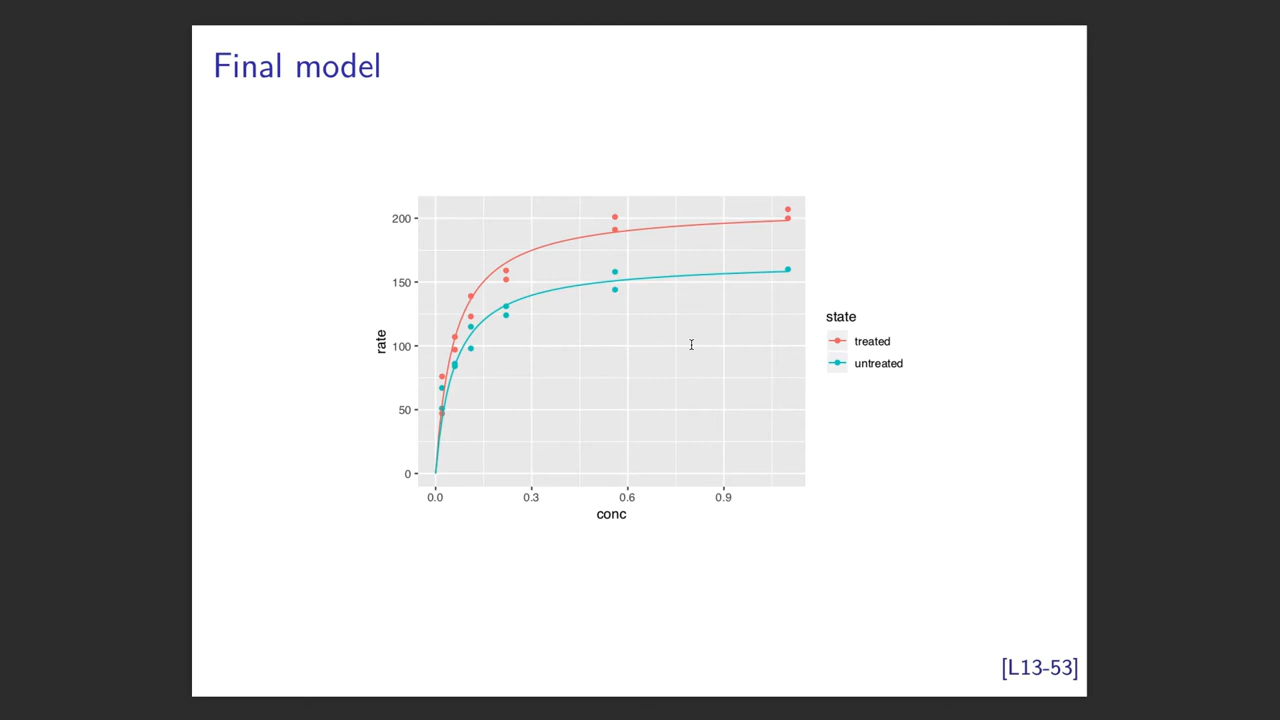 Final model
200
150
100
50
0
rate
0.0 0.3 0.6 0.9
conc
state
treated
untreated
[L13-53]